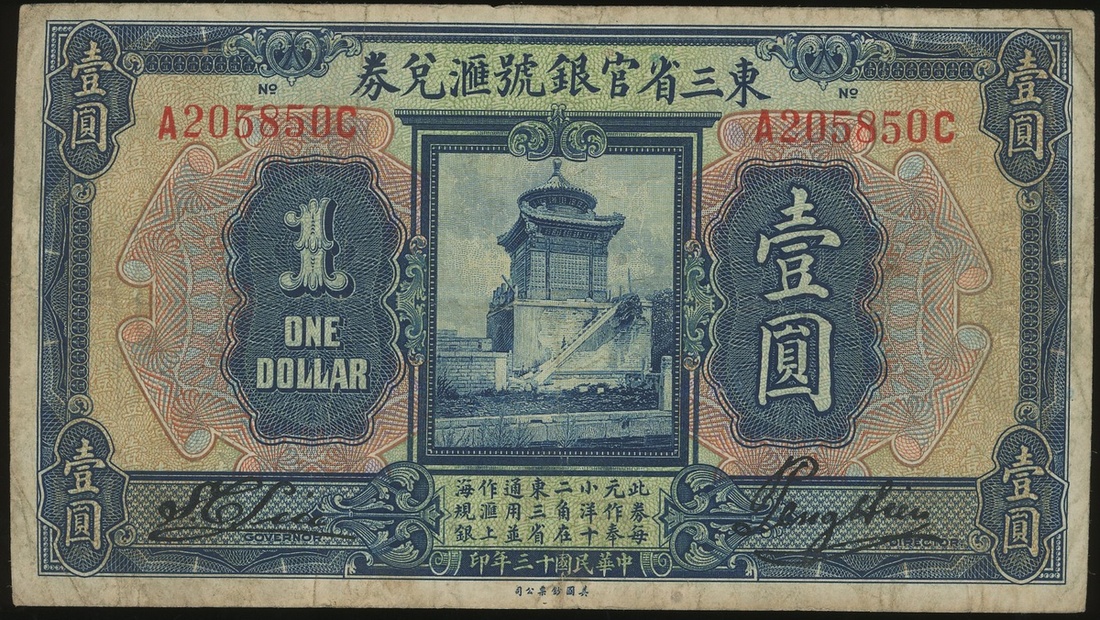 東三省官銀號滙兌券
壹圓
壹圓
Nº
Nº
A205850C
A205850C
1
ONE
DOLLAR
壹圓
此券每
元作奉
小洋十
二角在
東三省
通用並
作滙上
海規銀
GOVERNOR
DIRECTOR
壹圓
壹圓
中華民國十三年印
美國鈔票公司